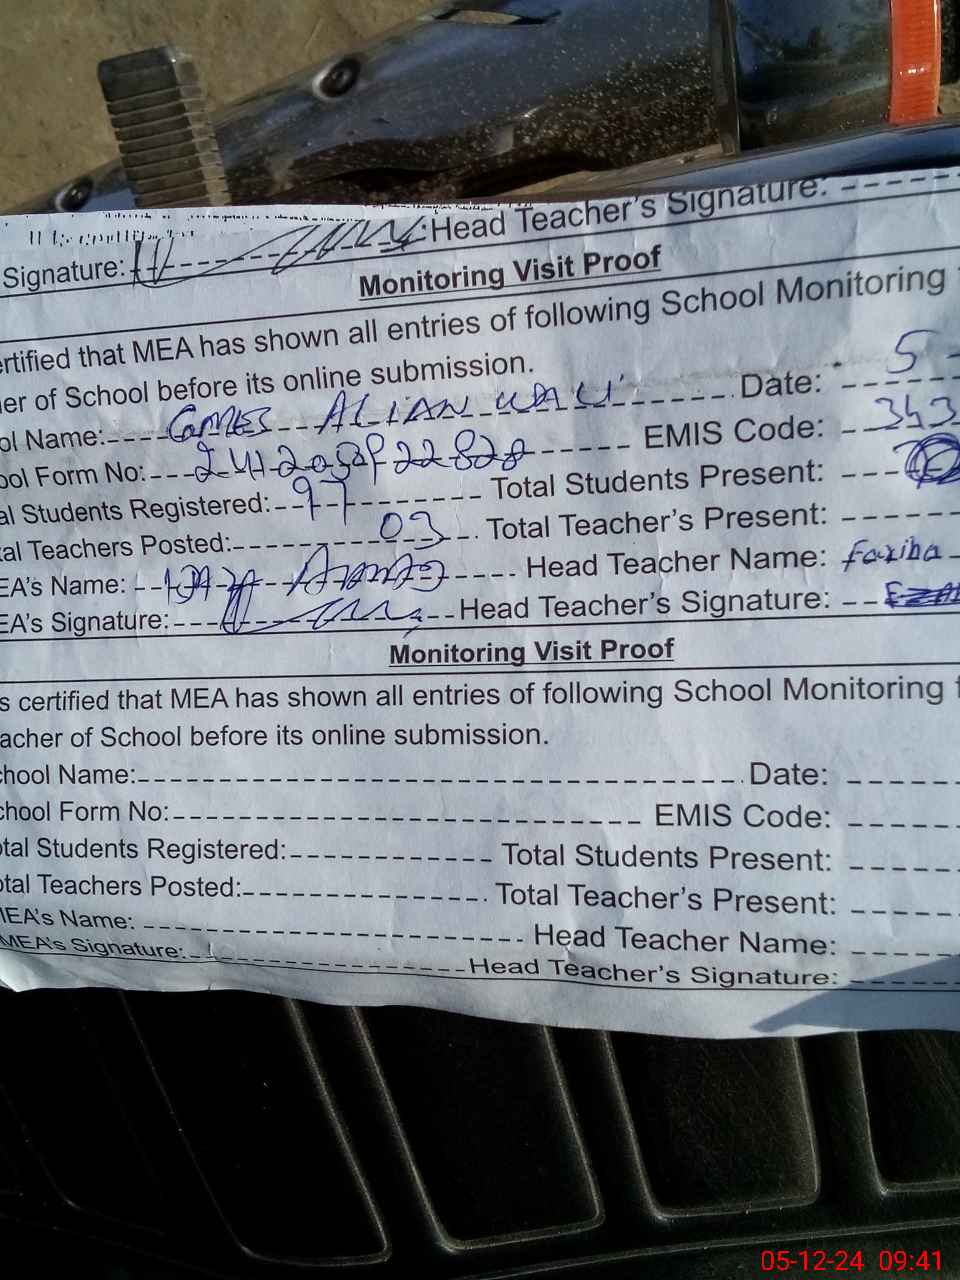 Head Teacher's Signature:
Signature:
Monitoring Visit Proof
ertified that MEA has shown all entries of following School Monitoring
er of School before its online submission.
ol Name: GMES ALIAN WALI Date: 5
ool Form No: EMIS Code: 343
al Students Registered: 97 Total Students Present:
tal Teachers Posted: 03 Total Teacher's Present:
EA's Name: Head Teacher Name: Fariha
EA's Signature: Head Teacher's Signature:
Monitoring Visit Proof
s certified that MEA has shown all entries of following School Monitoring f
acher of School before its online submission.
chool Name: Date:
chool Form No: EMIS Code:
otal Students Registered: Total Students Present:
otal Teachers Posted: Total Teacher's Present:
MEA's Name: Head Teacher Name:
MEA's Signature: Head Teacher's Signature:
05-12-24 09:41